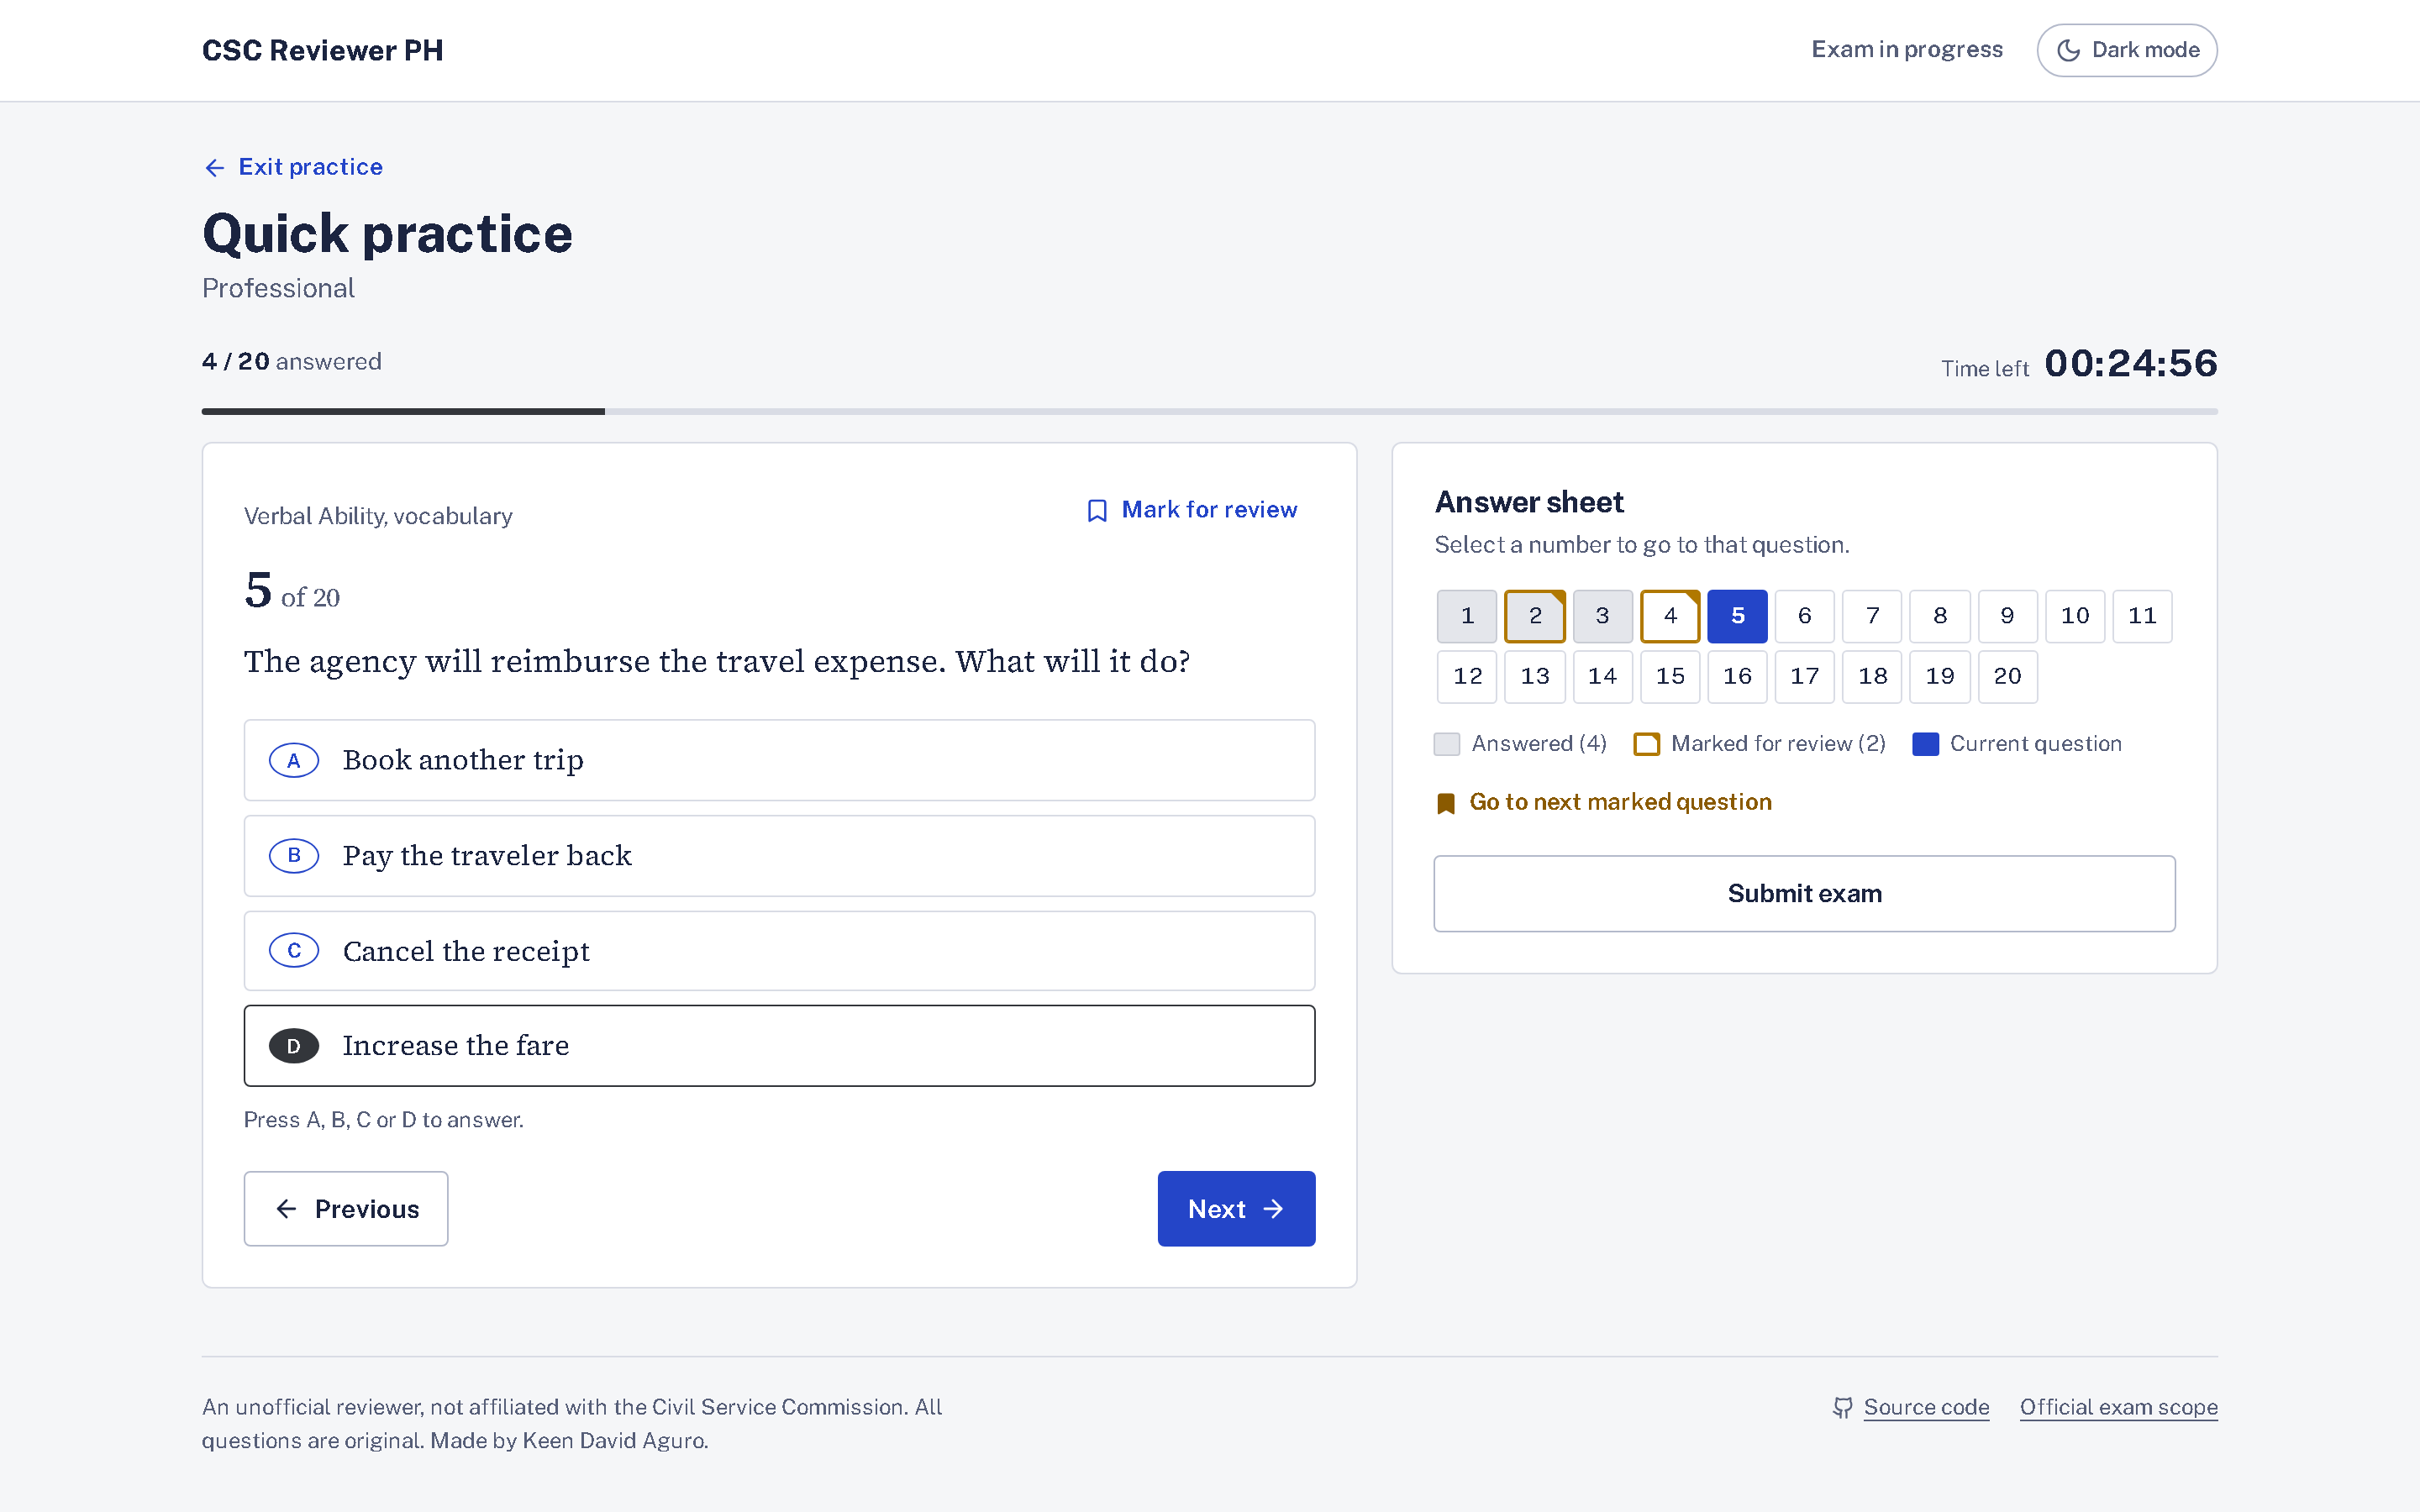 CSC Reviewer PH
Exam in progress
Dark mode
Exit practice
Quick practice
Professional
4 / 20 answered
Time left 00:24:56
Verbal Ability, vocabulary
Mark for review
5 of 20
The agency will reimburse the travel expense. What will it do?
A Book another trip
B Pay the traveler back
C Cancel the receipt
D Increase the fare
Press A, B, C or D to answer.
Previous
Next
Answer sheet
Select a number to go to that question.
1 2 3 4 5 6 7 8 9 10 11
12 13 14 15 16 17 18 19 20
Answered (4) Marked for review (2) Current question
Go to next marked question
Submit exam
An unofficial reviewer, not affiliated with the Civil Service Commission. All
questions are original. Made by Keen David Aguro.
Source code
Official exam scope